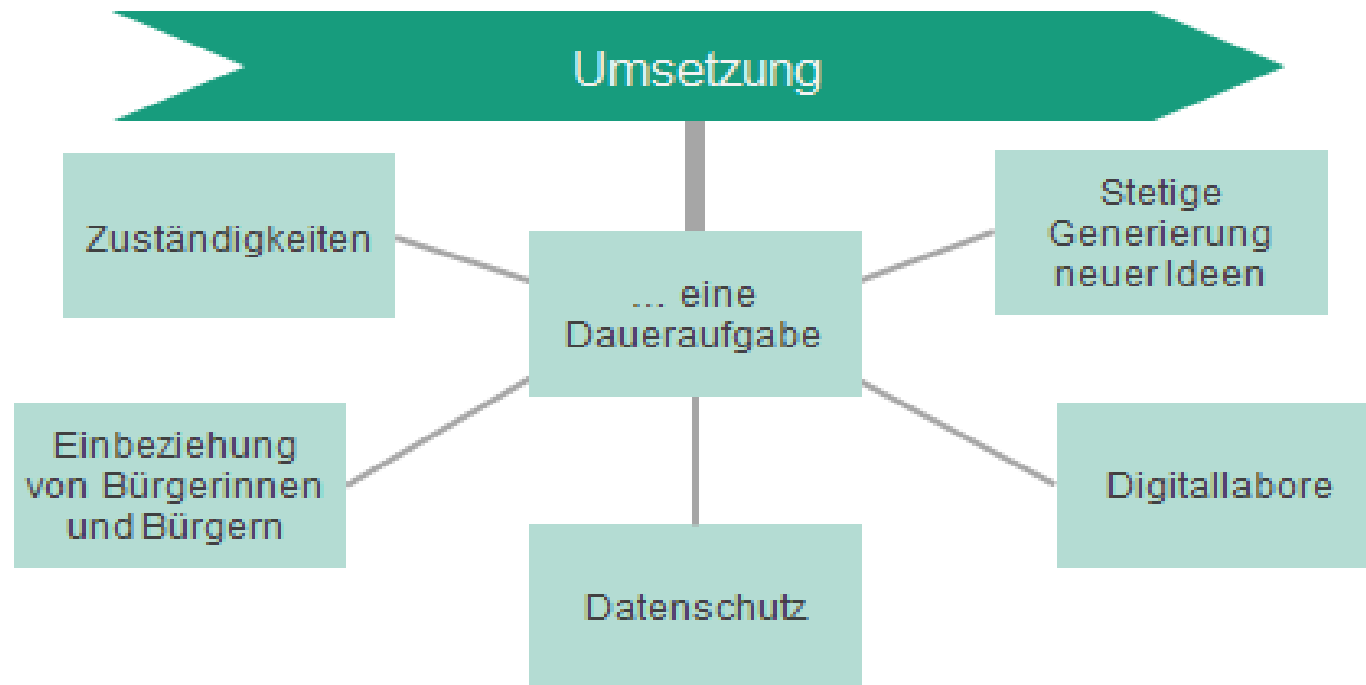 Umsetzung
Zuständigkeiten
Stetige
Generierung
neuer Ideen
... eine
Daueraufgabe
Einbeziehung
von Bürgerinnen
und Bürgern
Digitallabore
Datenschutz